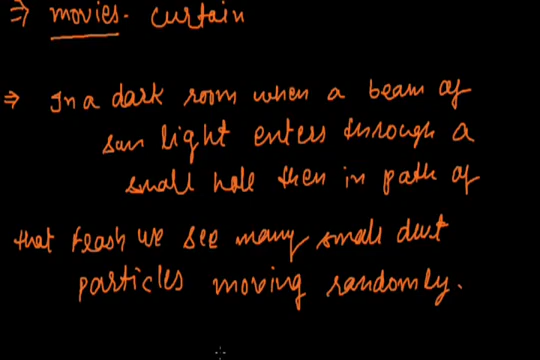 ⇒ movies. curtain
⇒ In a dark room when a beam of
sun light enters through a
small hole then in path of
that we see many small dust
particles moving randomly.